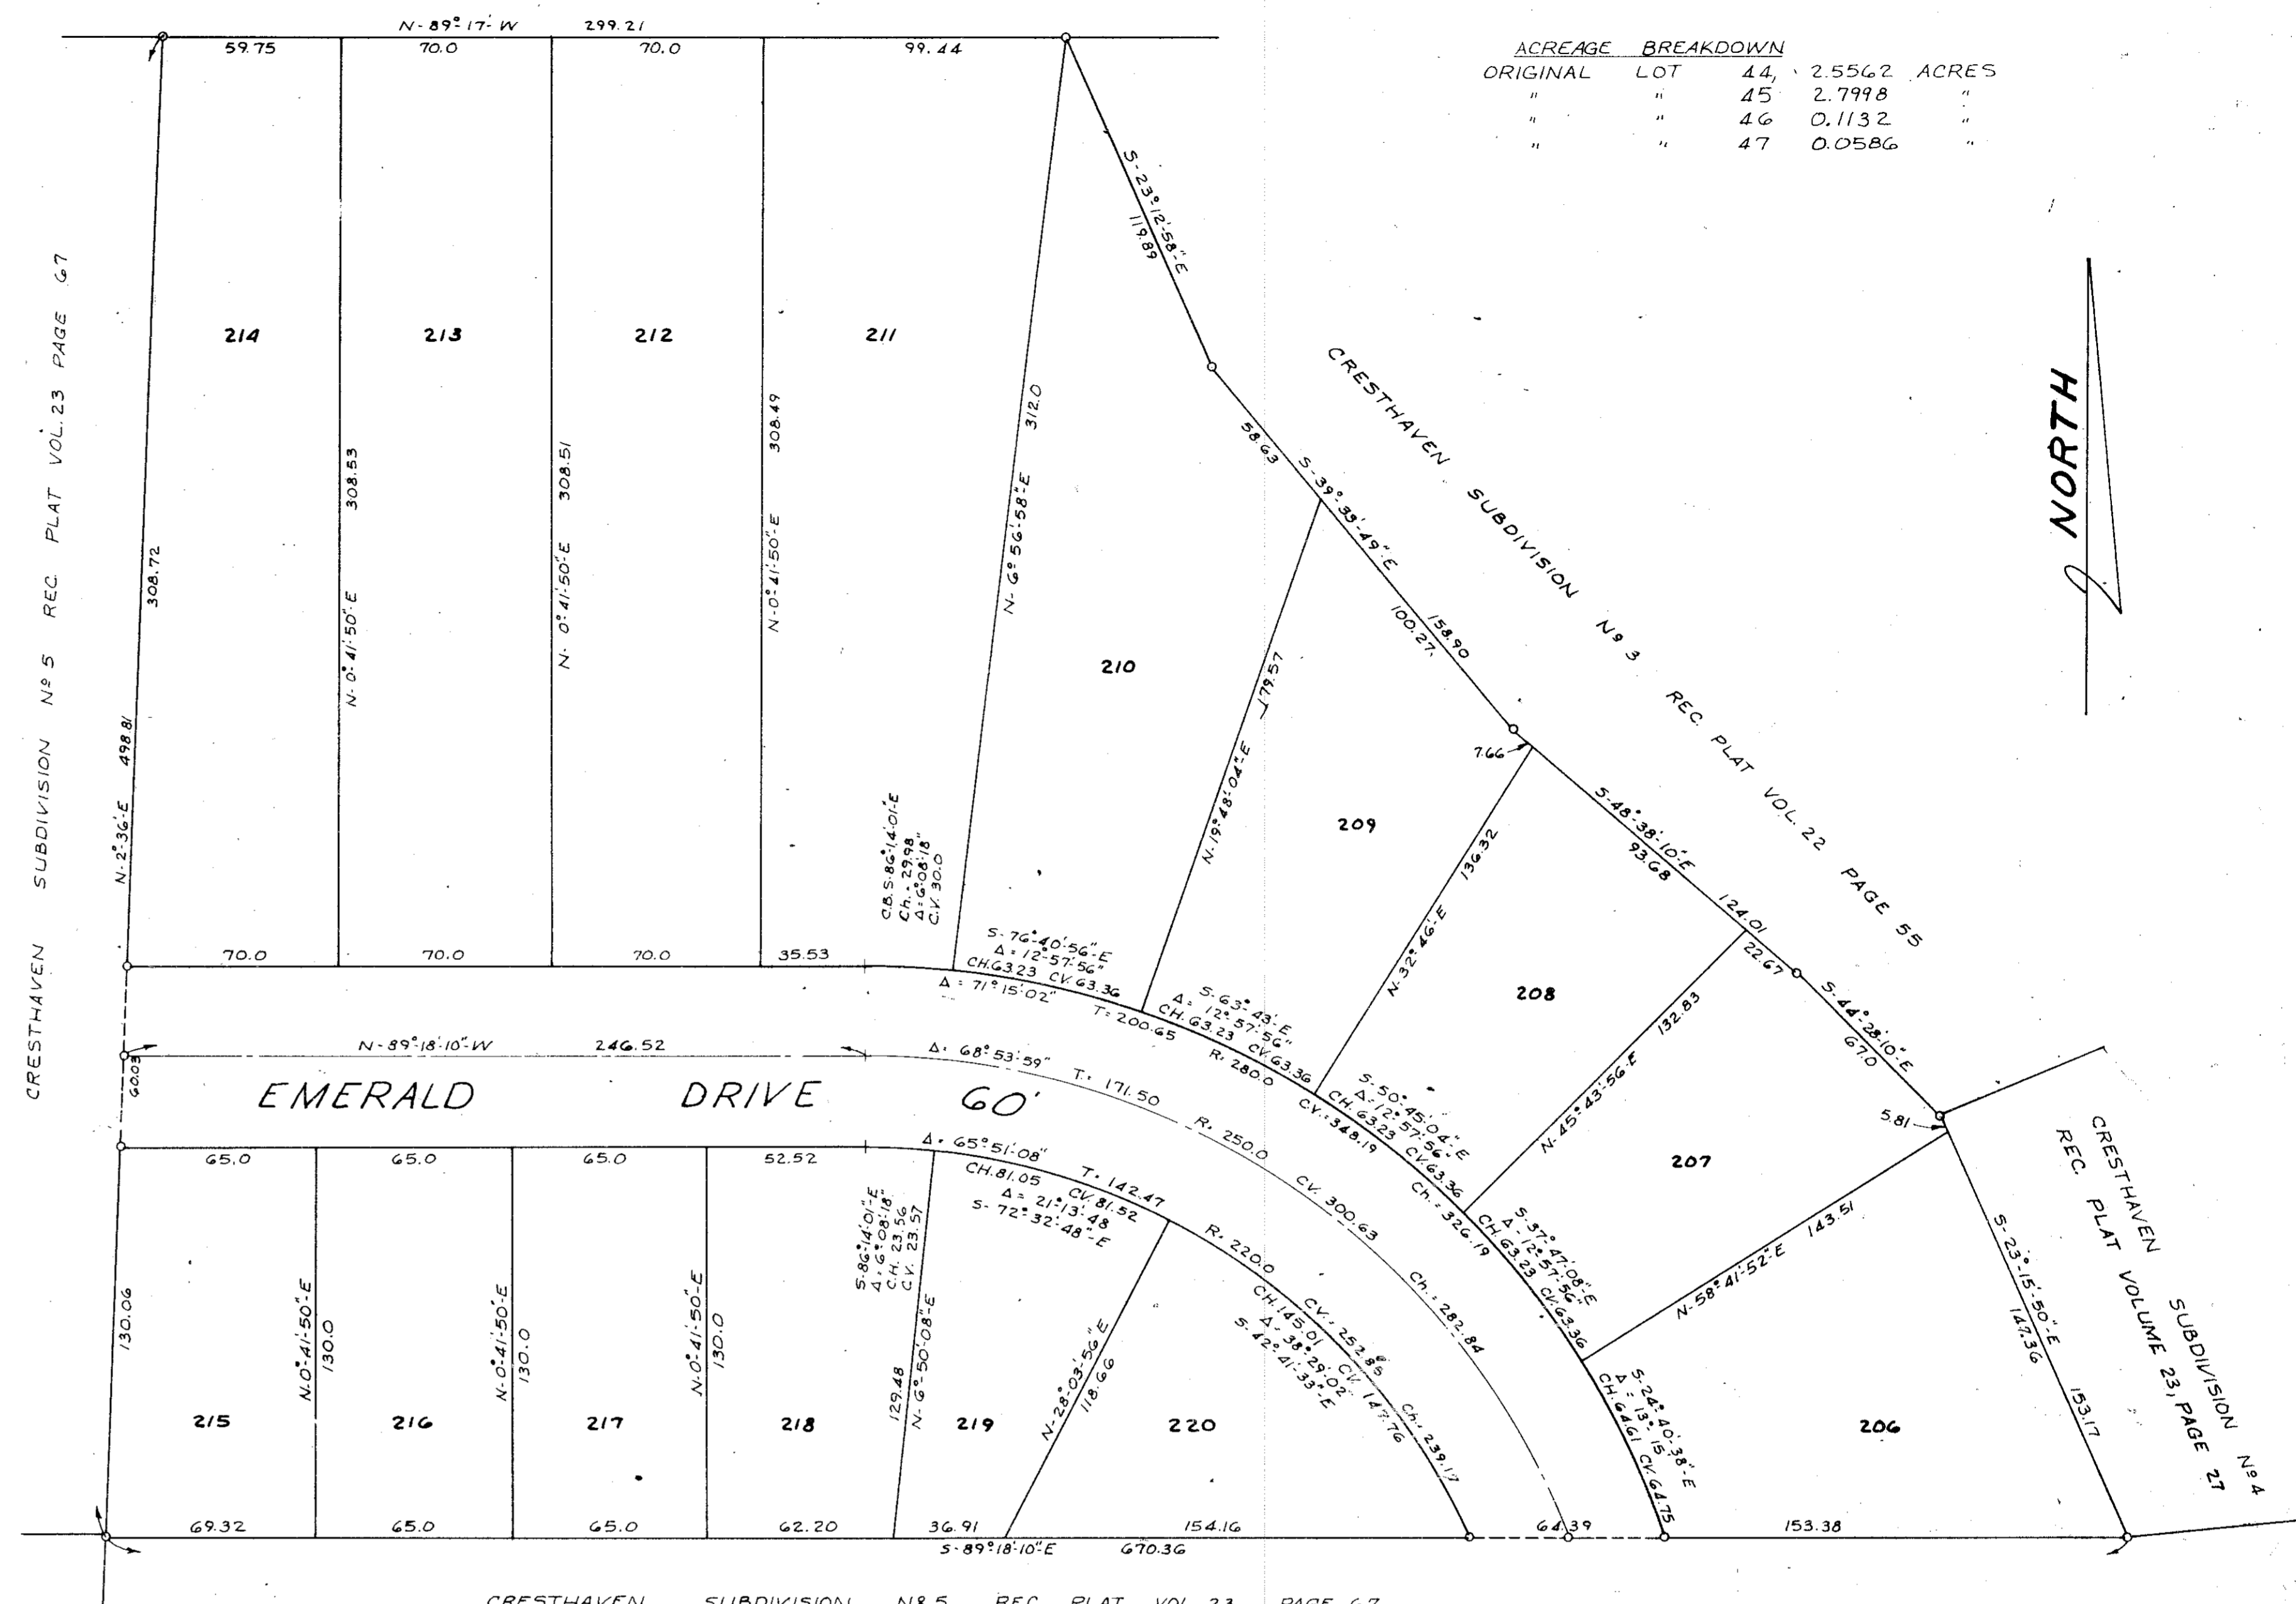 N-89°-17'-W 299.21
59.75 70.0 70.0 99.44
ACREAGE BREAKDOWN
ORIGINAL LOT 44, 2.5562 ACRES
" " 45 2.7998 "
" " 46 0.1132 "
" " 47 0.0586 "
CRESTHAVEN SUBDIVISION Nº 5 REC PLAT VOL. 23 PAGE 67
N-2°-36'-E 498.81
308.72
214
N-0°-41'-50"-E 308.53
213
N-0°-41'-50"-E 308.51
212
N-0°-41'-50"-E 308.49
211
N-6°-56'-58"-E 312.0
S-23°-12'-58"-E
119.89
210
58.63
S-39°-33'-49"-E
158.90
100.27
CRESTHAVEN SUBDIVISION Nº 3 REC. PLAT VOL. 22 PAGE 55
NORTH
N-19°-48'-04"-E 179.57
209
7.66
S-48°-38'-10"-E
93.68
124.01
22.67
N-32°-46'-E 136.32
208
N-45°-43'-56"-E 132.83
S-44°-28'-10"-E
67.0
207
5.81
N-58°-41'-52"-E 143.51
CRESTHAVEN SUBDIVISION Nº 4
REC. PLAT VOLUME 23, PAGE 27
S-23°-15'-50"-E
147.36
153.17
206
C.B. S-86°-14'-01"-E
Ch. = 29.98
Δ = 6°-08'-18"
C.V. 30.0
70.0 70.0 70.0 35.53
S-76°-40'-56"-E
Δ = 12°-57'-56"
CH. 63.23 CV. 63.36
S-63°-43'-E
Δ = 12°-57'-56"
CH. 63.23 CV. 63.36
S-50°-45'-04"-E
Δ = 12°-57'-56"
CH. 63.23 CV. 63.36
S-37°-47'-08"-E
Δ = 12°-57'-56"
CH. 63.23 CV. 63.36
S-24°-40'-38"-E
Δ = 13°-15'
CH. 64.61 CV. 64.75
Δ = 71°-15'-02" T = 200.65 R. 280.0 C.V. = 348.19 Ch. = 326.19
N-89°-18'-10"-W 246.52
Δ = 68°-53'-59" T. = 171.50 R. 250.0 CV. 300.63 Ch. = 282.84
60.03
EMERALD DRIVE 60'
Δ = 65°-51'-08" T. 142.47 R. 220.0 CV. = 252.85 Ch. 239.17
65.0 65.0 65.0 52.52
S-86°-14'-01"-E
Δ = 6°-08'-18"
C.H. 23.56
C.V. 23.57
CH. 81.05 CV. 81.52
Δ = 21°-13'-48
S-72°-32'-48"-E
CH. 145.01 CV. 147.76
Δ = 38°-29'-02"
S-42°-41'-33"-E
130.06
215
N-0°-41'-50"-E
130.0
216
N-0°-41'-50"-E
130.0
217
N-0°-41'-50"-E
130.0
218
129.48
N-6°-50'-08"-E
219
N-28°-03'-56"E
118.66
220
69.32 65.0 65.0 62.20 36.91 154.16 64.39 153.38
S-89°-18'-10"-E 670.36
CRESTHAVEN SUBDIVISION Nº 5 REC. PLAT VOL. 23 PAGE 67